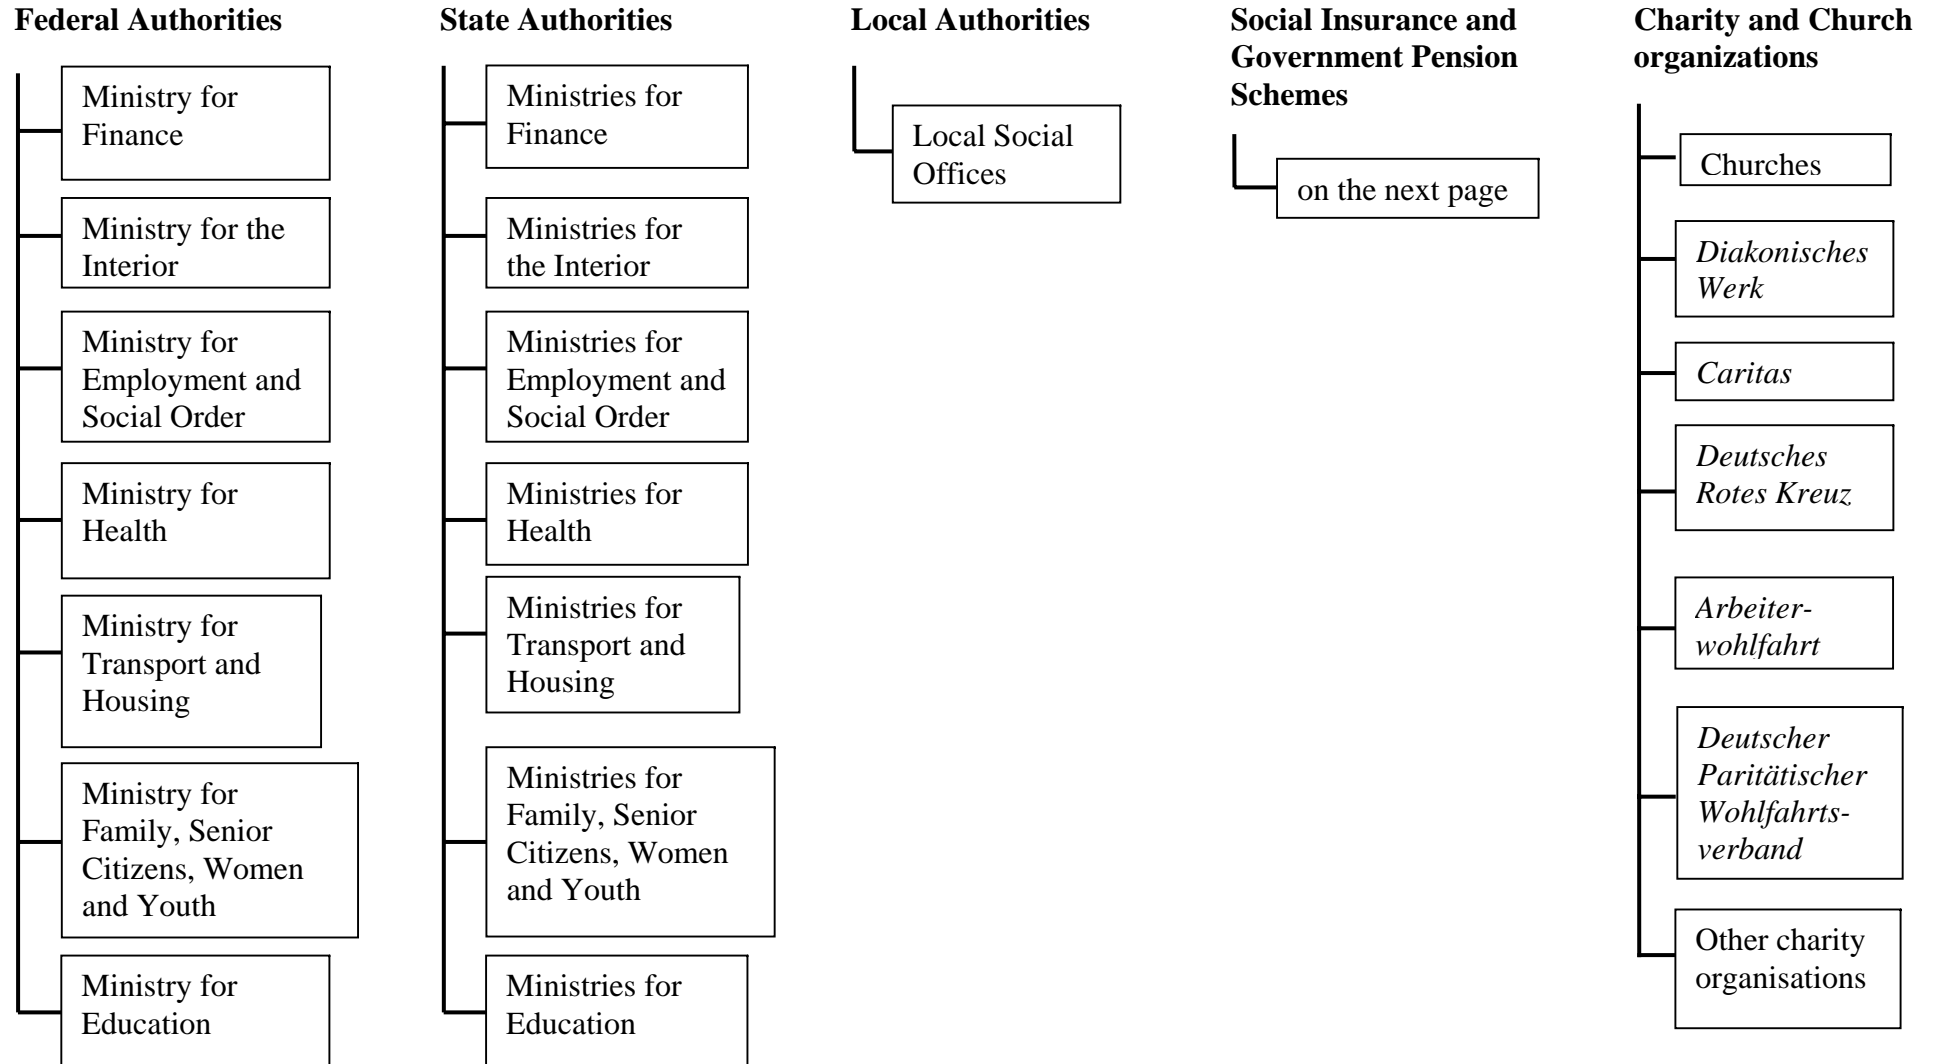 Federal Authorities
Ministry for
Finance
Ministry for the
Interior
Ministry for
Employment and
Social Order
Ministry for
Health
Ministry for
Transport and
Housing
Ministry for
Family, Senior
Citizens, Women
and Youth
Ministry for
Education
State Authorities
Ministries for
Finance
Ministries for
the Interior
Ministries for
Employment and
Social Order
Ministries for
Health
Ministries for
Transport and
Housing
Ministries for
Family, Senior
Citizens, Women
and Youth
Ministries for
Education
Local Authorities
Local Social
Offices
Social Insurance and
Government Pension
Schemes
on the next page
Charity and Church
organizations
Churches
Diakonisches
Werk
Caritas
Deutsches
Rotes Kreuz
Arbeiter-
wohlfahrt
Deutscher
Paritätischer
Wohlfahrts-
verband
Other charity
organisations